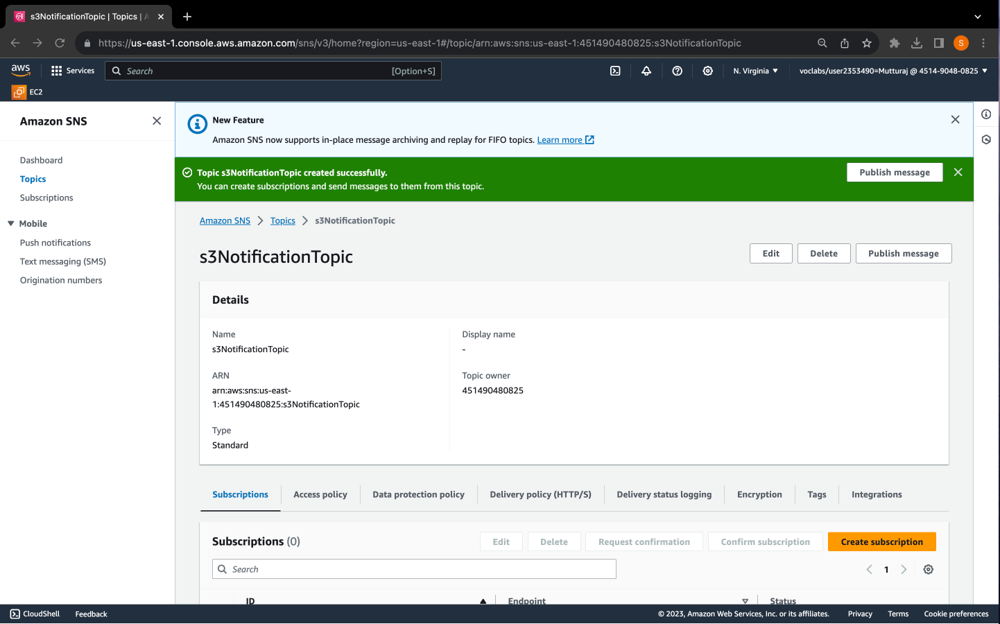 s3NotificationTopic | Topics | A
https://us-east-1.console.aws.amazon.com/sns/v3/home?region=us-east-1#/topic/arn:aws:sns:us-east-1:451490480825:s3NotificationTopic
S
aws
Services
Search
[Option+S]
N. Virginia
voclabs/user2353490=Mutturaj @ 4514-9048-0825
EC2
Amazon SNS
Dashboard
Topics
Subscriptions
Mobile
Push notifications
Text messaging (SMS)
Origination numbers
New Feature
Amazon SNS now supports in-place message archiving and replay for FIFO topics. Learn more
Topic s3NotificationTopic created successfully.
You can create subscriptions and send messages to them from this topic.
Publish message
Amazon SNS
Topics
s3NotificationTopic
s3NotificationTopic
Edit
Delete
Publish message
Details
Name
s3NotificationTopic
ARN
arn:aws:sns:us-east-
1:451490480825:s3NotificationTopic
Type
Standard
Display name
-
Topic owner
451490480825
Subscriptions
Access policy
Data protection policy
Delivery policy (HTTP/S)
Delivery status logging
Encryption
Tags
Integrations
Subscriptions (0)
Edit
Delete
Request confirmation
Confirm subscription
Create subscription
Search
1
ID
Endpoint
Status
CloudShell
Feedback
© 2023, Amazon Web Services, Inc. or its affiliates.
Privacy
Terms
Cookie preferences